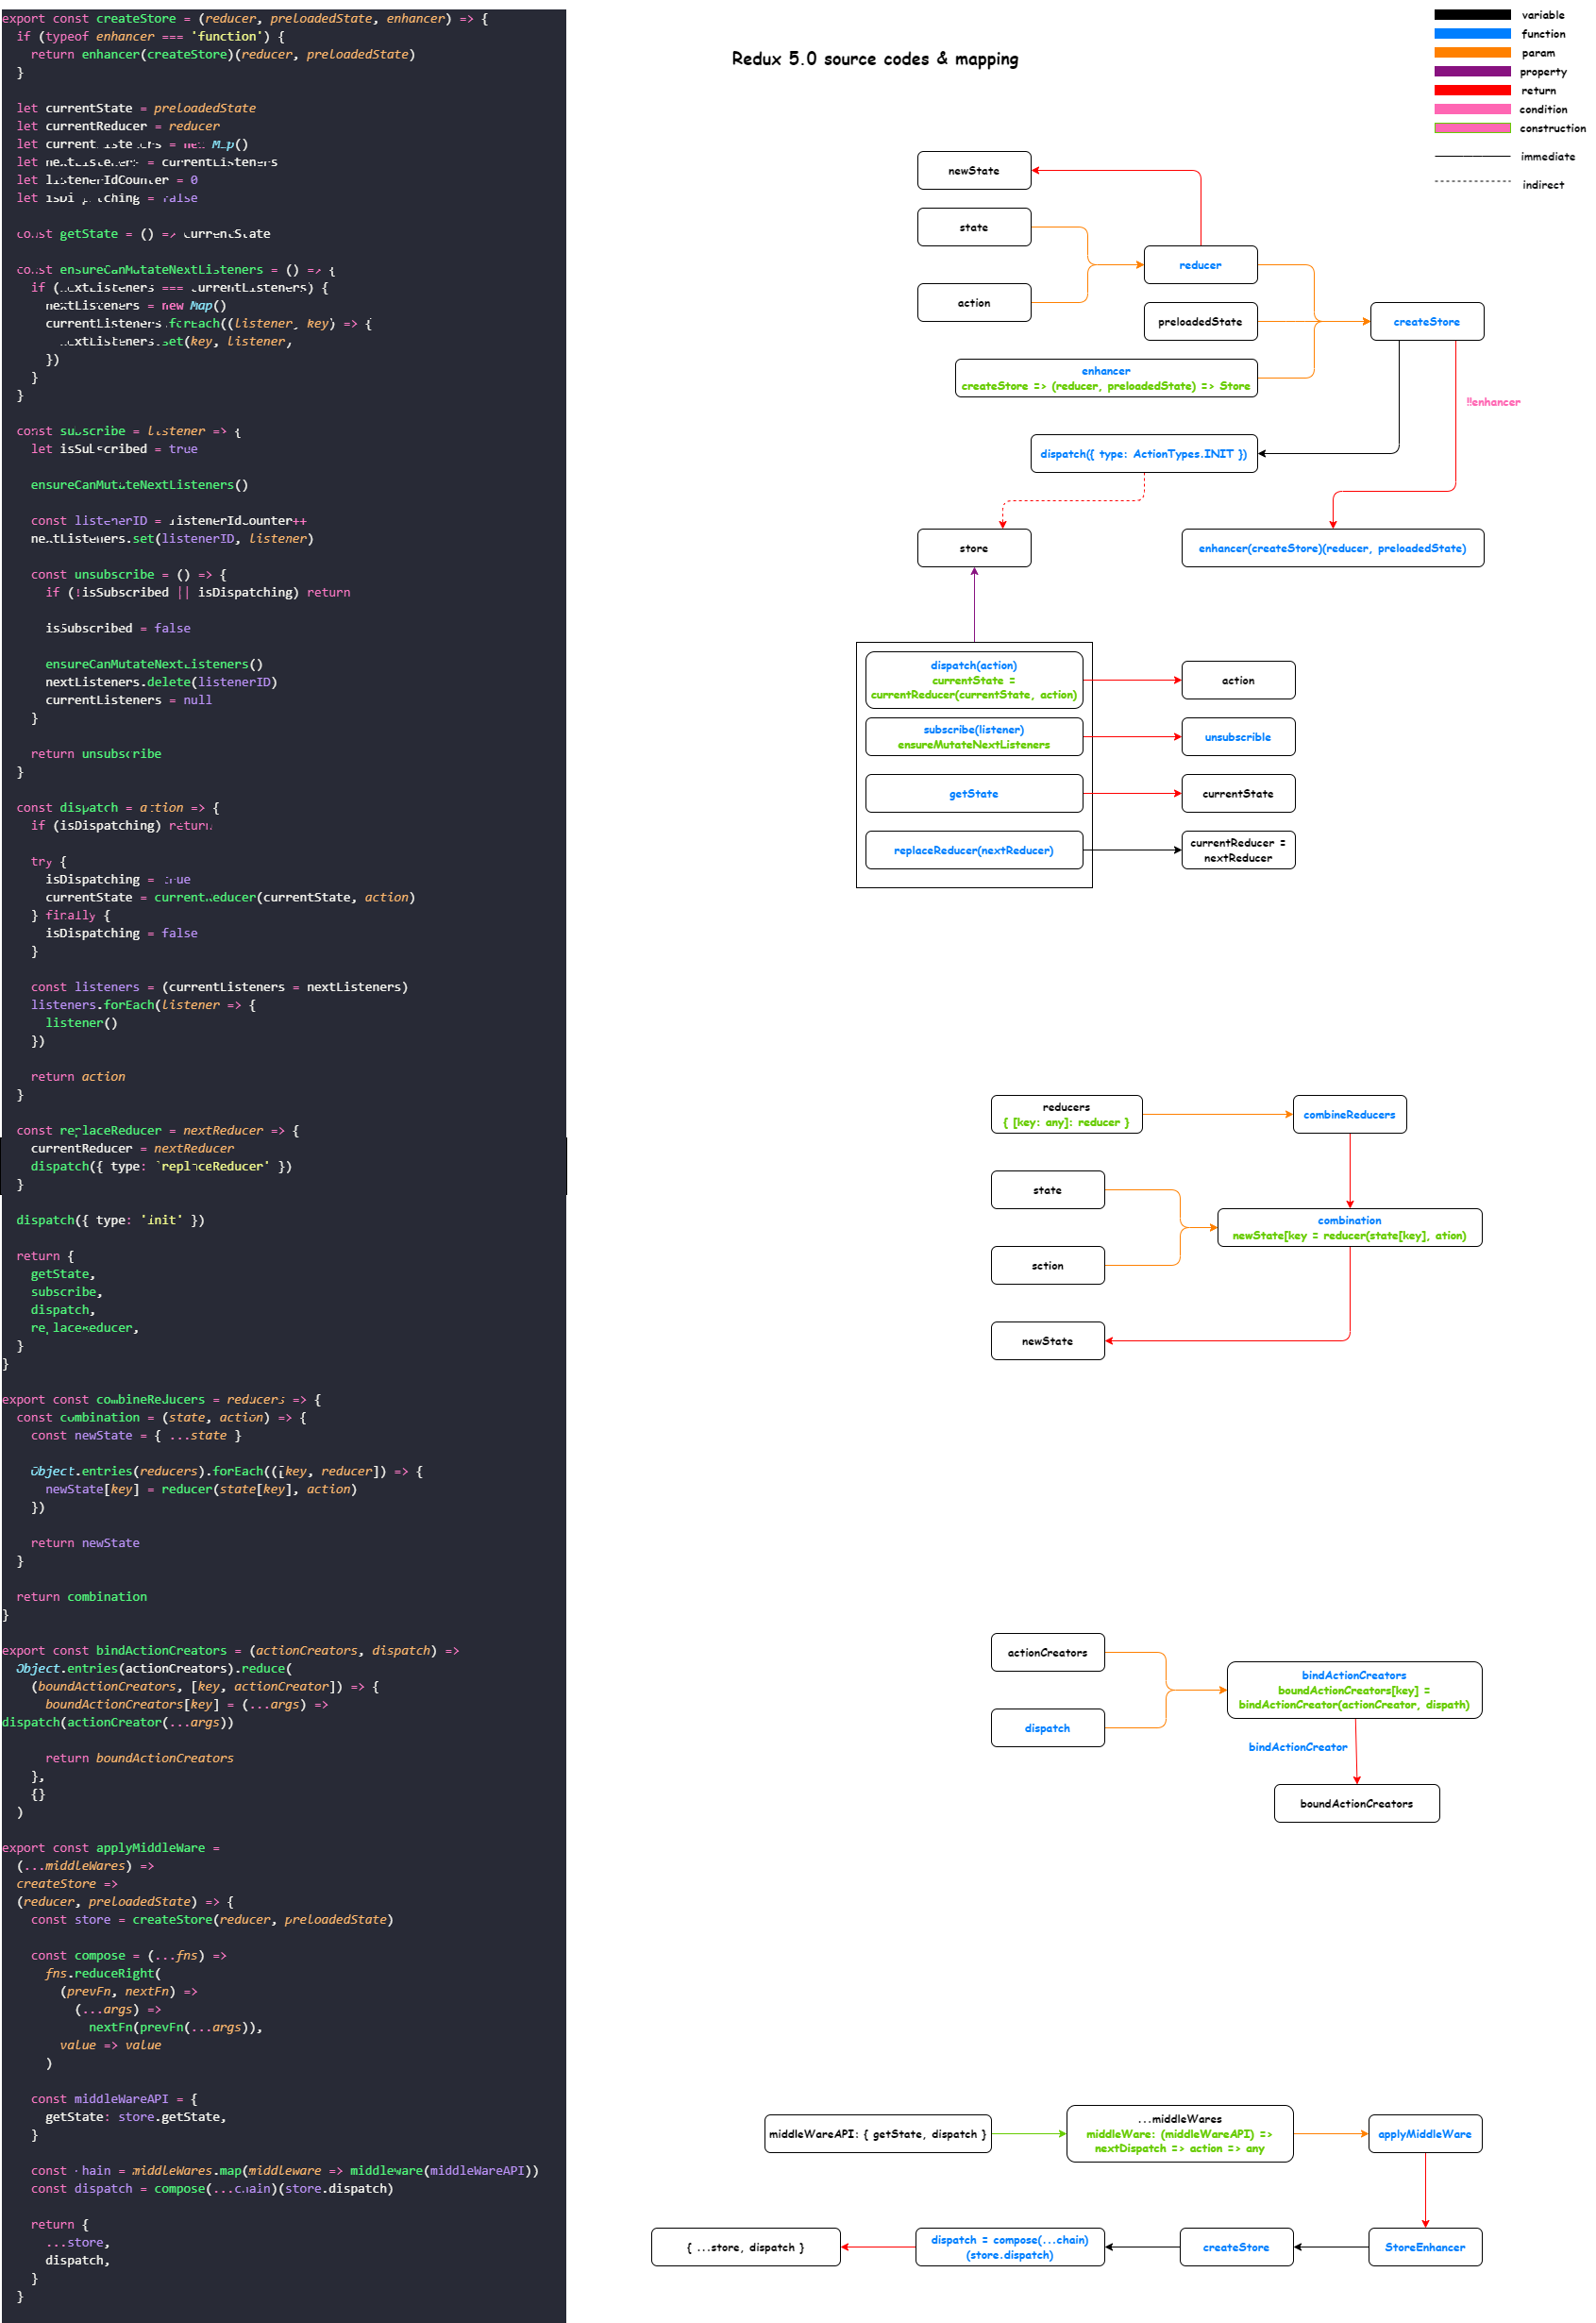 export const createStore = (reducer, preloadedState, enhancer) => {
if (typeof enhancer === 'function') {
return enhancer(createStore)(reducer, preloadedState)
}
let currentState = preloadedState
let currentReducer = reducer
let currentListeners = new Map()
let nextListeners = currentListeners
let listenerIdCounter = 0
let isDispatching = false
const getState = () => currentState
const ensureCanMutateNextListeners = () => {
if (nextListeners === currentListeners) {
nextListeners = new Map()
currentListeners.forEach((listener, key) => {
nextListeners.set(key, listener)
})
}
}
const subscribe = listener => {
let isSubscribed = true
ensureCanMutateNextListeners()
const listenerID = listenerIdCounter++
nextListeners.set(listenerID, listener)
const unsubscribe = () => {
if (!isSubscribed || isDispatching) return
isSubscribed = false
ensureCanMutateNextListeners()
nextListeners.delete(listenerID)
currentListeners = null
}
return unsubscribe
}
const dispatch = action => {
if (isDispatching) return
try {
isDispatching = true
currentState = currentReducer(currentState, action)
} finally {
isDispatching = false
}
const listeners = (currentListeners = nextListeners)
listeners.forEach(listener => {
listener()
})
return action
}
const replaceReducer = nextReducer => {
currentReducer = nextReducer
dispatch({ type: `replaceReducer' })
}
dispatch({ type: 'init' })
return {
getState,
subscribe,
dispatch,
replaceReducer,
}
}
export const combineReducers = reducers => {
const combination = (state, action) => {
const newState = { ...state }
Object.entries(reducers).forEach(([key, reducer]) => {
newState[key] = reducer(state[key], action)
})
return newState
}
return combination
}
export const bindActionCreators = (actionCreators, dispatch) =>
Object.entries(actionCreators).reduce(
(boundActionCreators, [key, actionCreator]) => {
boundActionCreators[key] = (...args) =>
dispatch(actionCreator(...args))
return boundActionCreators
},
{}
)
export const applyMiddleWare =
(...middleWares) =>
createStore =>
(reducer, preloadedState) => {
const store = createStore(reducer, preloadedState)
const compose = (...fns) =>
fns.reduceRight(
(prevFn, nextFn) =>
(...args) =>
nextFn(prevFn(...args)),
value => value
)
const middleWareAPI = {
getState: store.getState,
}
const chain = middleWares.map(middleware => middleware(middleWareAPI))
const dispatch = compose(...chain)(store.dispatch)
return {
...store,
dispatch,
}
}
Redux 5.0 source codes & mapping
variable
function
param
property
return
condition
construction
immediate
indirect
newState
state
action
reducer
preloadedState
createStore
enhancer
createStore => (reducer, preloadedState) => Store
!!enhancer
dispatch({ type: ActionTypes.INIT })
store
enhancer(createStore)(reducer, preloadedState)
dispatch(action)
currentState =
currentReducer(currentState, action)
action
subscribe(listener)
ensureMutateNextListeners
unsubscrible
getState
currentState
replaceReducer(nextReducer)
currentReducer =
nextReducer
reducers
{ [key: any]: reducer }
combineReducers
state
combination
newState[key = reducer(state[key], ation)
sction
newState
actionCreators
dispatch
bindActionCreators
boundActionCreators[key] =
bindActionCreator(actionCreator, dispath)
bindActionCreator
boundActionCreators
middleWareAPI: { getState, dispatch }
...middleWares
middleWare: (middleWareAPI) =>
nextDispatch => action => any
applyMiddleWare
{ ...store, dispatch }
dispatch = compose(...chain)
(store.dispatch)
createStore
StoreEnhancer